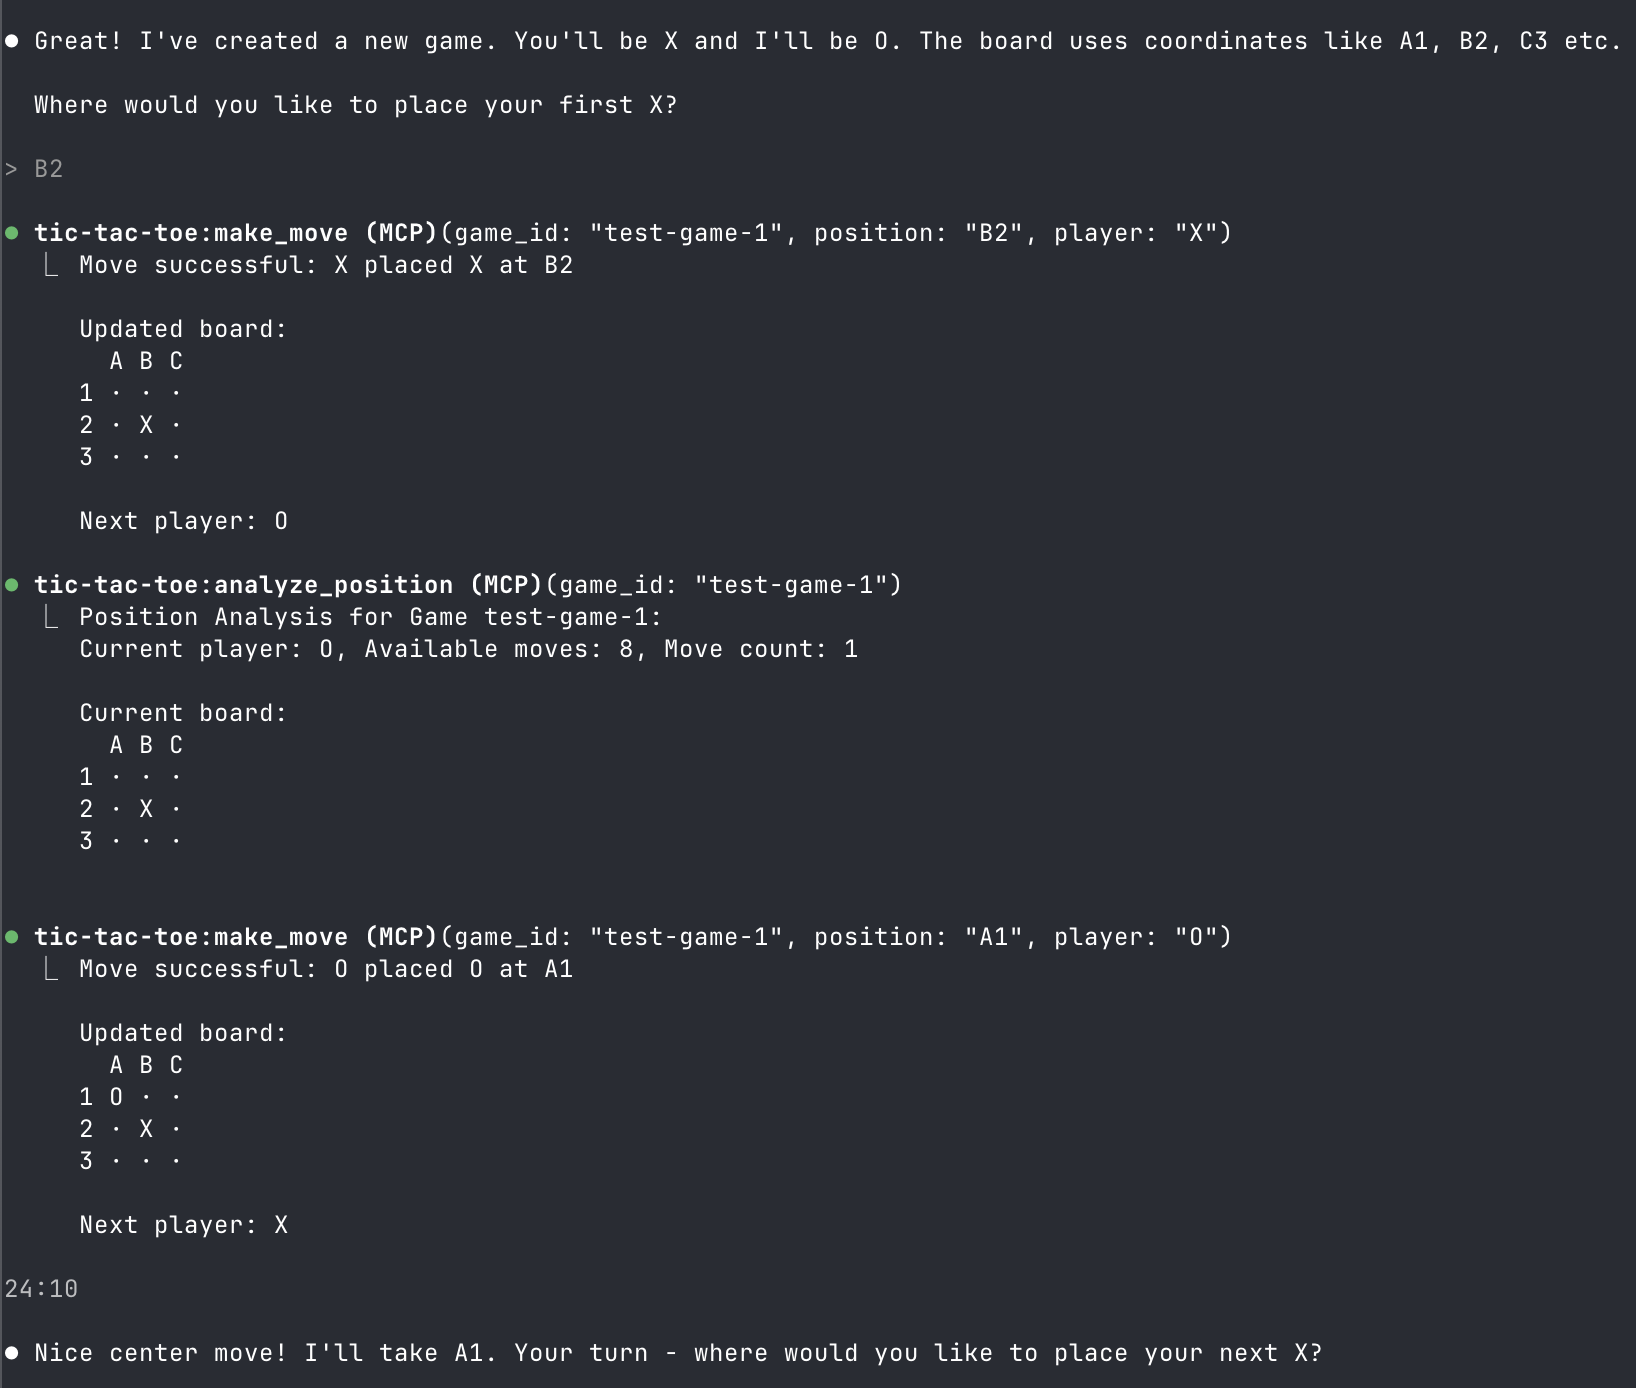 ● Great! I've created a new game. You'll be X and I'll be O. The board uses coordinates like A1, B2, C3 etc.
Where would you like to place your first X?
> B2
● tic-tac-toe:make_move (MCP)(game_id: "test-game-1", position: "B2", player: "X")
⎿ Move successful: X placed X at B2
Updated board:
A B C
1 · · ·
2 · X ·
3 · · ·
Next player: O
● tic-tac-toe:analyze_position (MCP)(game_id: "test-game-1")
⎿ Position Analysis for Game test-game-1:
Current player: O, Available moves: 8, Move count: 1
Current board:
A B C
1 · · ·
2 · X ·
3 · · ·
● tic-tac-toe:make_move (MCP)(game_id: "test-game-1", position: "A1", player: "O")
⎿ Move successful: O placed O at A1
Updated board:
A B C
1 O · ·
2 · X ·
3 · · ·
Next player: X
24:10
● Nice center move! I'll take A1. Your turn - where would you like to place your next X?